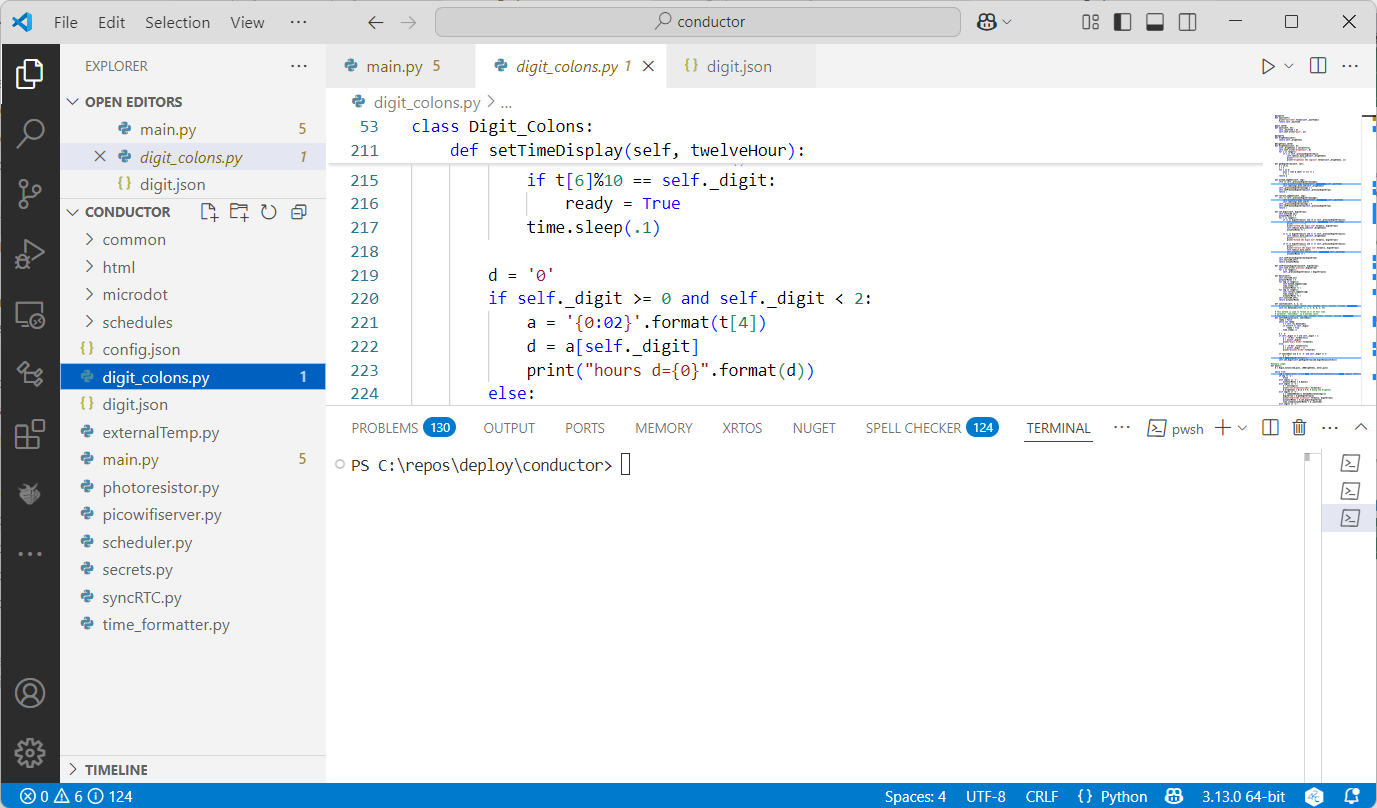 File Edit Selection View ··· conductor
EXPLORER ···
OPEN EDITORS
main.py 5
digit_colons.py 1
digit.json
CONDUCTOR
common
html
microdot
schedules
config.json
digit_colons.py 1
digit.json
externalTemp.py
main.py 5
photoresistor.py
picowifiserver.py
scheduler.py
secrets.py
syncRTC.py
time_formatter.py
TIMELINE
main.py 5 digit_colons.py 1 digit.json
digit_colons.py > ...
53 class Digit_Colons:
211 def setTimeDisplay(self, twelveHour):
215 if t[6]%10 == self._digit:
216 ready = True
217 time.sleep(.1)
218
219 d = '0'
220 if self._digit >= 0 and self._digit < 2:
221 a = '{0:02}'.format(t[4])
222 d = a[self._digit]
223 print("hours d={0}".format(d))
224 else:
PROBLEMS 130 OUTPUT PORTS MEMORY XRTOS NUGET SPELL CHECKER 124 TERMINAL ··· pwsh
PS C:\repos\deploy\conductor>
0 6 124 Spaces: 4 UTF-8 CRLF {} Python 3.13.0 64-bit